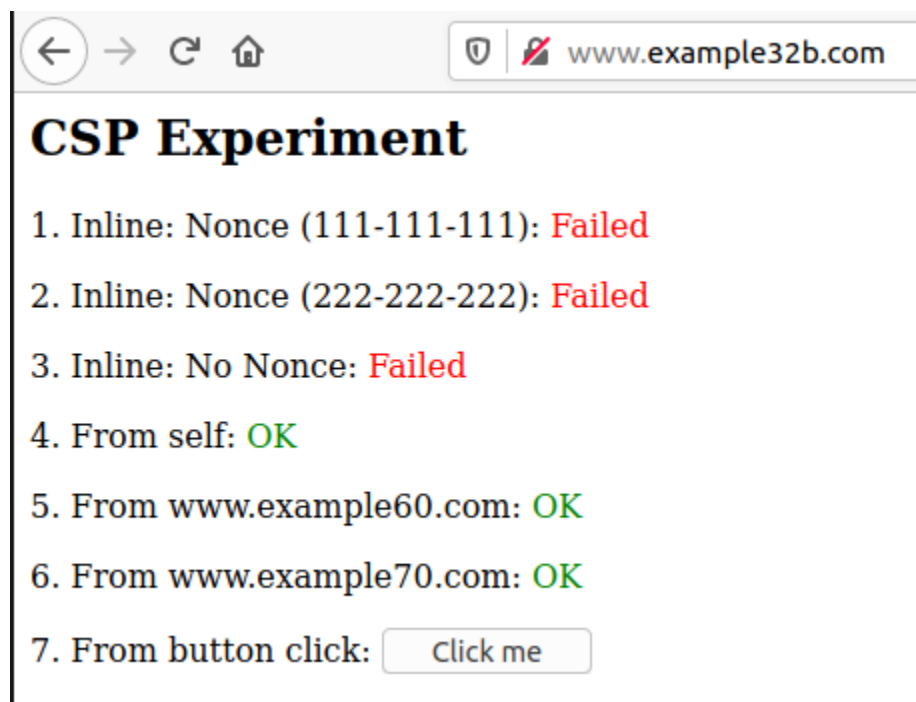 www.example32b.com
CSP Experiment
1. Inline: Nonce (111-111-111): Failed
2. Inline: Nonce (222-222-222): Failed
3. Inline: No Nonce: Failed
4. From self: OK
5. From www.example60.com: OK
6. From www.example70.com: OK
7. From button click: Click me